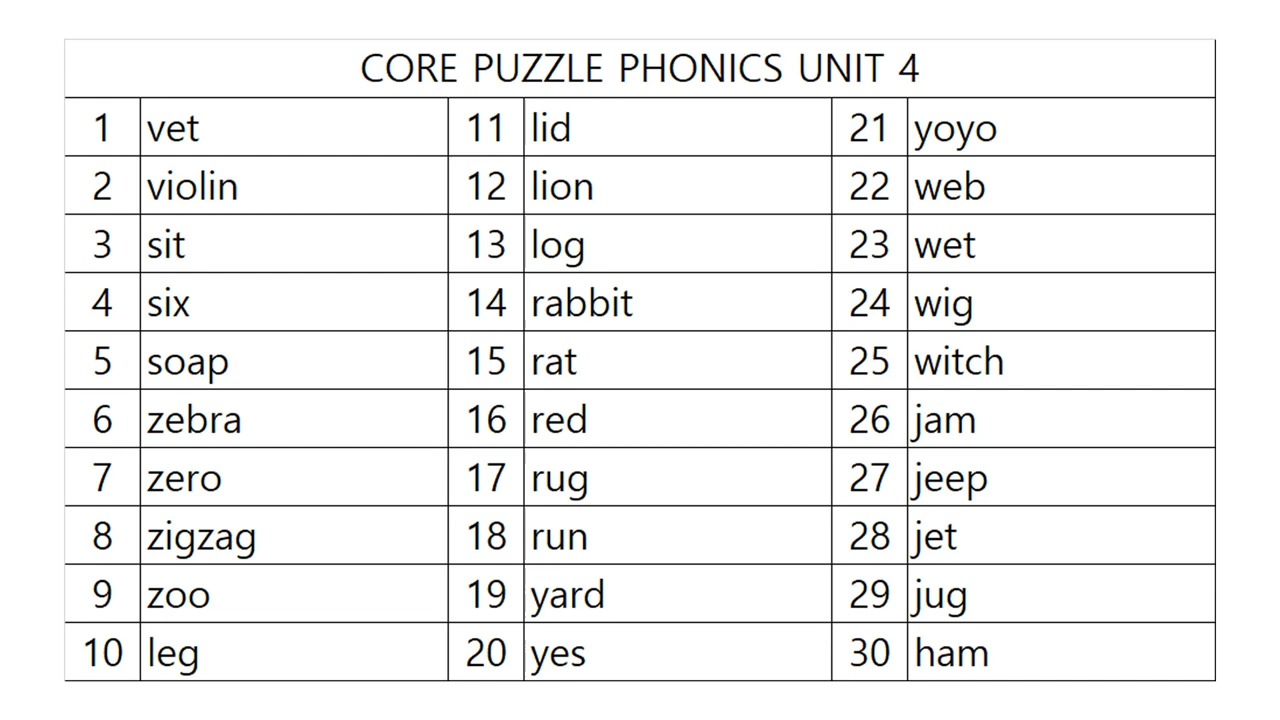 CORE PUZZLE PHONICS UNIT 4
1 vet 11 lid 21 yoyo
2 violin 12 lion 22 web
3 sit 13 log 23 wet
4 six 14 rabbit 24 wig
5 soap 15 rat 25 witch
6 zebra 16 red 26 jam
7 zero 17 rug 27 jeep
8 zigzag 18 run 28 jet
9 zoo 19 yard 29 jug
10 leg 20 yes 30 ham